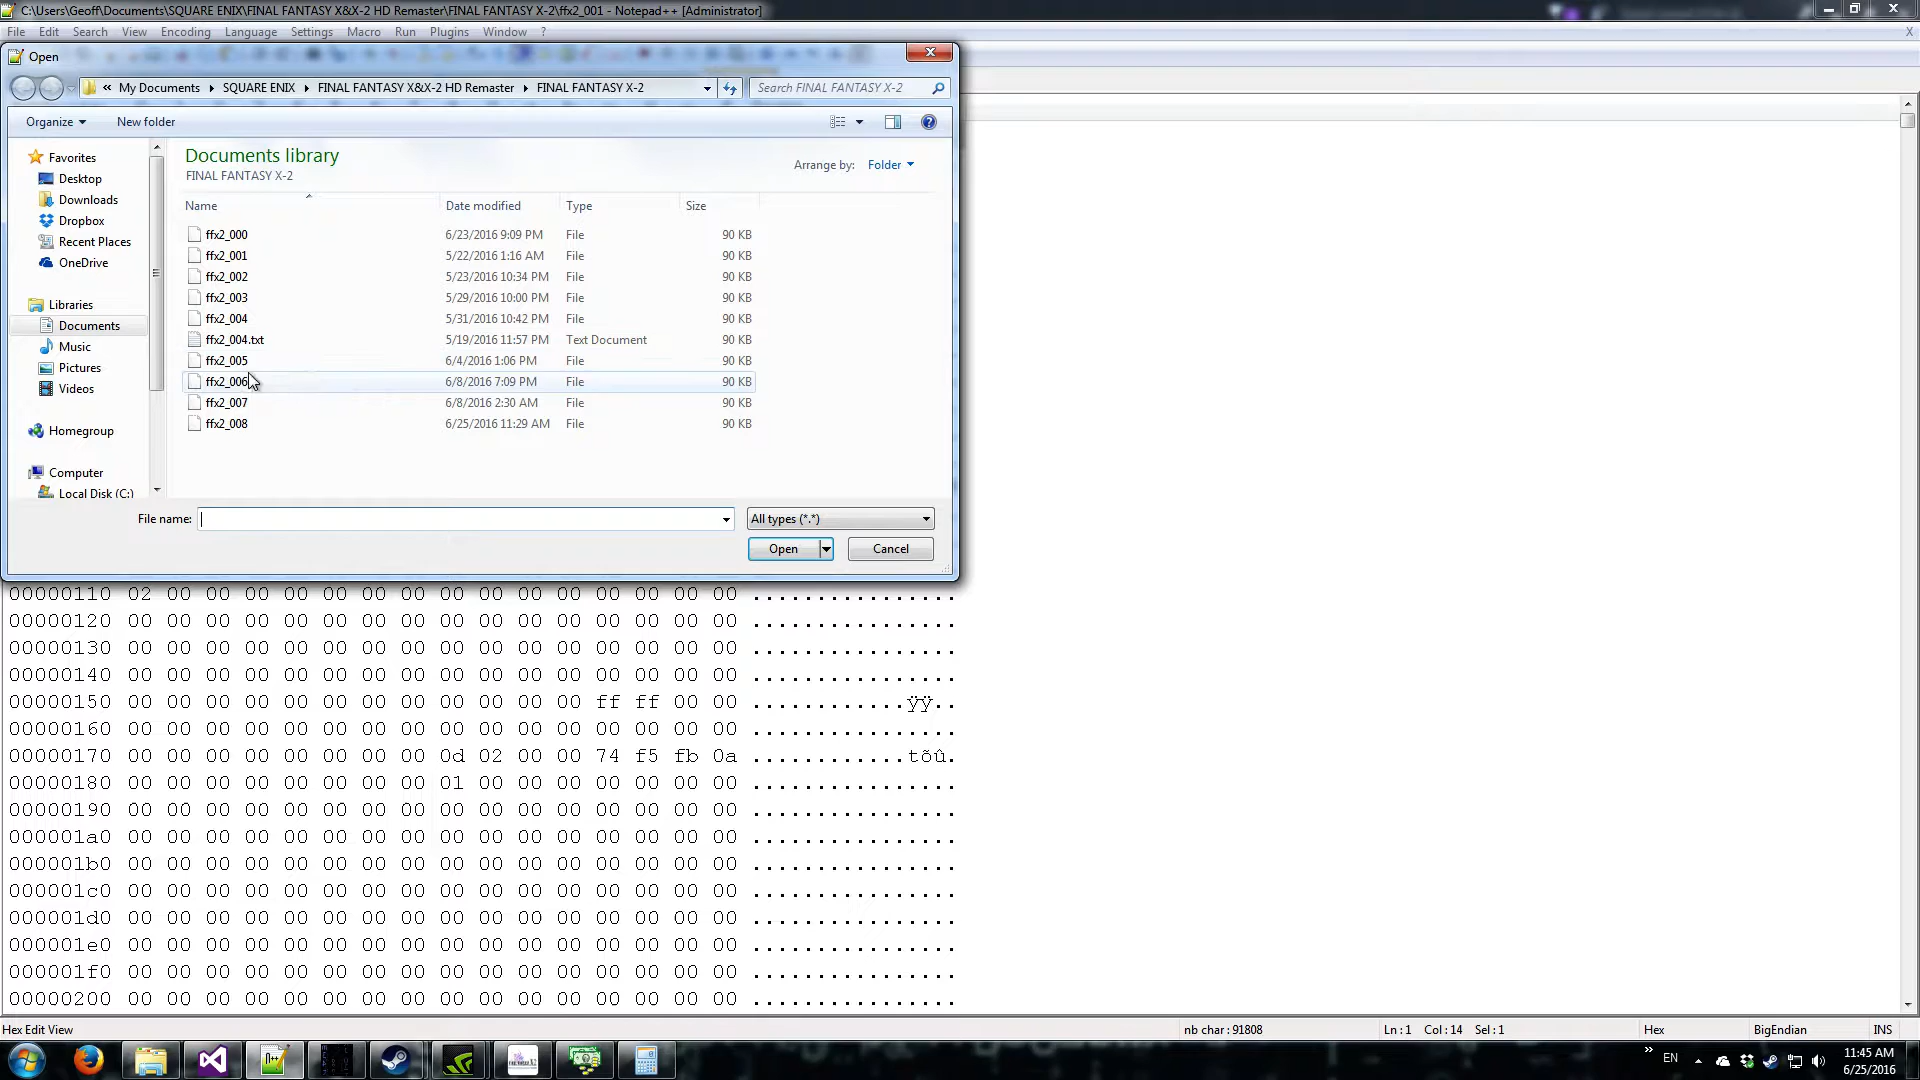 C:\Users\Geoff\Documents\SQUARE ENIX\FINAL FANTASY X&X-2 HD Remaster\FINAL FANTASY X-2\ffx2_001 - Notepad++ [Administrator]
File Edit Search View Encoding Language Settings Macro Run Plugins Window ? X
Open
« My Documents SQUARE ENIX FINAL FANTASY X&X-2 HD Remaster FINAL FANTASY X-2 Search FINAL FANTASY X-2
Organize New folder
Favorites
Desktop
Downloads
Dropbox
Recent Places
OneDrive
Libraries
Documents
Music
Pictures
Videos
Homegroup
Computer
Local Disk (C:)
Documents library
FINAL FANTASY X-2
Arrange by: Folder
Name Date modified Type Size
ffx2_000 6/23/2016 9:09 PM File 90 KB
ffx2_001 5/22/2016 1:16 AM File 90 KB
ffx2_002 5/23/2016 10:34 PM File 90 KB
ffx2_003 5/29/2016 10:00 PM File 90 KB
ffx2_004 5/31/2016 10:42 PM File 90 KB
ffx2_004.txt 5/19/2016 11:57 PM Text Document 90 KB
ffx2_005 6/4/2016 1:06 PM File 90 KB
ffx2_006 6/8/2016 7:09 PM File 90 KB
ffx2_007 6/8/2016 2:30 AM File 90 KB
ffx2_008 6/25/2016 11:29 AM File 90 KB
File name: All types (*.*)
Open Cancel
00000110 02 00 00 00 00 00 00 00 00 00 00 00 00 00 00 00 ................
00000120 00 00 00 00 00 00 00 00 00 00 00 00 00 00 00 00 ................
00000130 00 00 00 00 00 00 00 00 00 00 00 00 00 00 00 00 ................
00000140 00 00 00 00 00 00 00 00 00 00 00 00 00 00 00 00 ................
00000150 00 00 00 00 00 00 00 00 00 00 00 00 ff ff 00 00 ............ÿÿ..
00000160 00 00 00 00 00 00 00 00 00 00 00 00 00 00 00 00 ................
00000170 00 00 00 00 00 00 00 00 0d 02 00 00 74 f5 fb 0a ............tõû.
00000180 00 00 00 00 00 00 00 00 01 00 00 00 00 00 00 00 ................
00000190 00 00 00 00 00 00 00 00 00 00 00 00 00 00 00 00 ................
000001a0 00 00 00 00 00 00 00 00 00 00 00 00 00 00 00 00 ................
000001b0 00 00 00 00 00 00 00 00 00 00 00 00 00 00 00 00 ................
000001c0 00 00 00 00 00 00 00 00 00 00 00 00 00 00 00 00 ................
000001d0 00 00 00 00 00 00 00 00 00 00 00 00 00 00 00 00 ................
000001e0 00 00 00 00 00 00 00 00 00 00 00 00 00 00 00 00 ................
000001f0 00 00 00 00 00 00 00 00 00 00 00 00 00 00 00 00 ................
00000200 00 00 00 00 00 00 00 00 00 00 00 00 00 00 00 00 ................
Hex Edit View nb char : 91808 Ln : 1 Col : 14 Sel : 1 Hex BigEndian INS
» EN 11:45 AM
6/25/2016